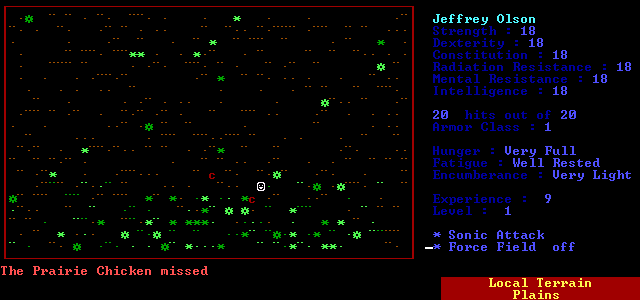 Jeffrey Olson
Strength : 18
Dexterity : 18
Constitution : 18
Radiation Resistance : 18
Mental Resistance : 18
Intelligence : 18
20 hits out of 20
Armor Class : 1
Hunger : Very Full
Fatigue : Well Rested
Encumberance : Very Light
Experience : 9
Level : 1
* Sonic Attack
* Force Field off
The Prairie Chicken missed
Local Terrain
Plains